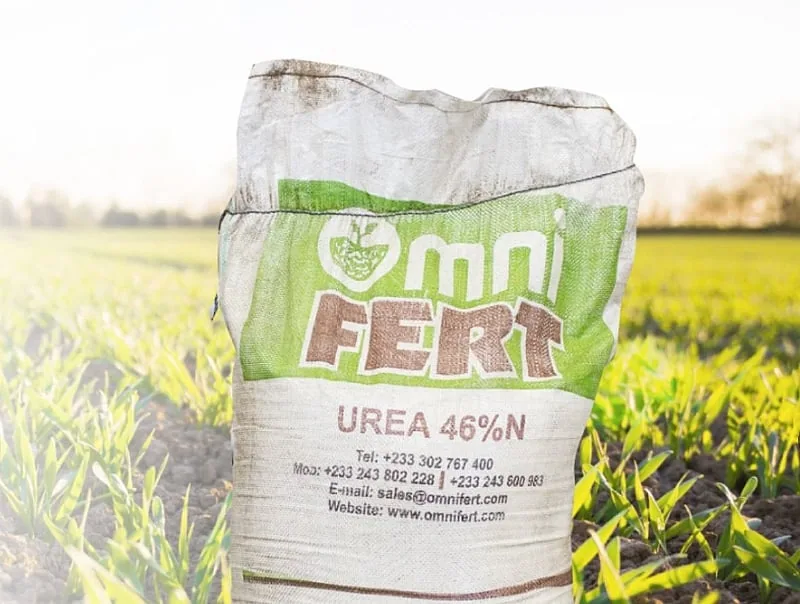 Omni
FERT
UREA 46%N
Tel: +233 302 767 400
Mob: +233 243 802 228 | +233 243 800 983
E-mail: sales@omnifert.com
Website: www.omnifert.com